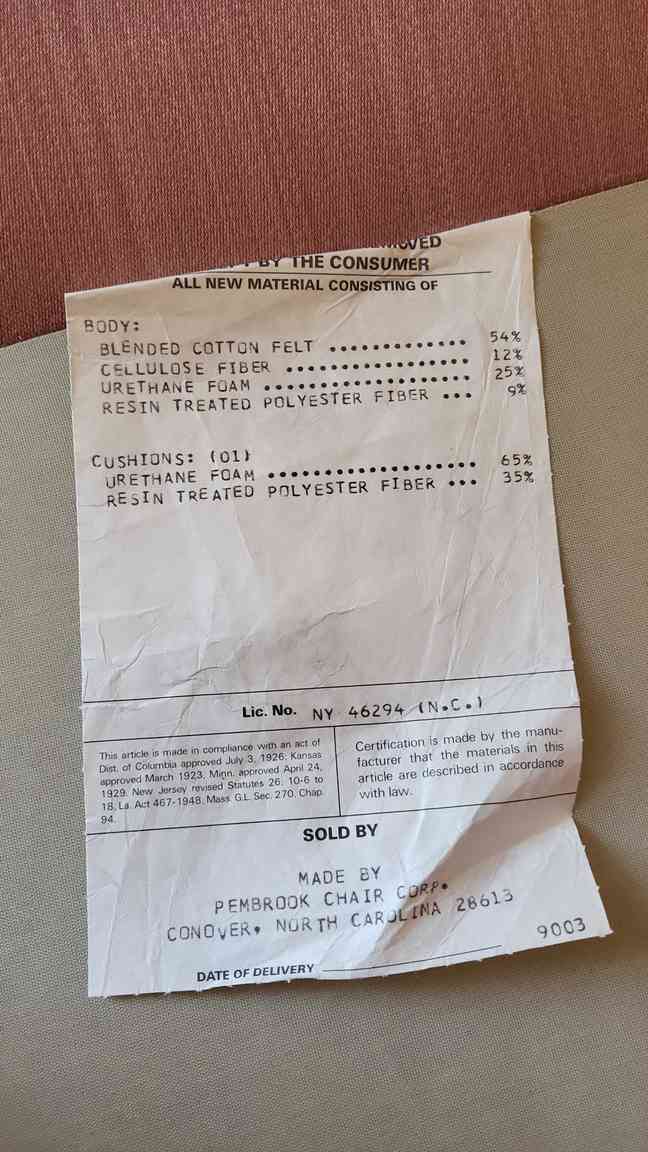 BY THE CONSUMER
ALL NEW MATERIAL CONSISTING OF
BODY:
BLENDED COTTON FELT ............. 54%
CELLULOSE FIBER .................. 12%
URETHANE FOAM .................... 25%
RESIN TREATED POLYESTER FIBER ... 9%
CUSHIONS: (01)
URETHANE FOAM .................... 65%
RESIN TREATED POLYESTER FIBER ... 35%
Lic. No. NY 46294 (N.C.)
This article is made in compliance with an act of
Dist. of Columbia approved July 3, 1926; Kansas
approved March 1923, Minn. approved April 24,
1929. New Jersey revised Statutes 26, 10-6 to
18, La. Act 467-1948, Mass. G.L. Sec. 270, Chap.
94.
Certification is made by the manu-
facturer that the materials in this
article are described in accordance
with law.
SOLD BY
MADE BY
PEMBROOK CHAIR CORP.
CONOVER, NORTH CAROLINA 28613
9003
DATE OF DELIVERY